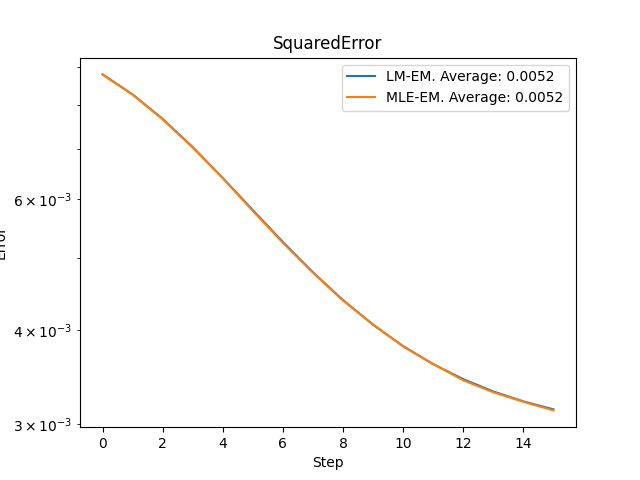 SquaredError
LM-EM. Average: 0.0052
MLE-EM. Average: 0.0052
6 × 10⁻³
4 × 10⁻³
3 × 10⁻³
Error
0 2 4 6 8 10 12 14
Step